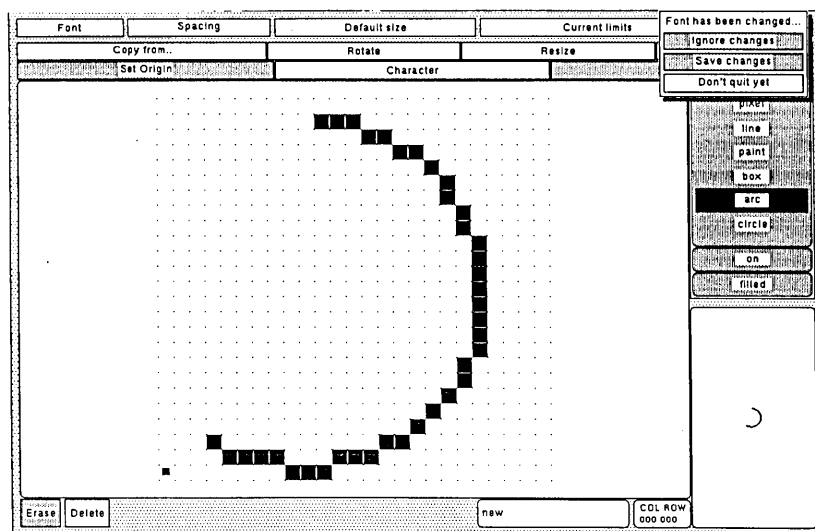 Font Spacing Default size Current limits
Font has been changed...
Ignore changes
Save changes
Don't quit yet
Copy from.. Rotate Resize
Set Origin Character
pixel
line
paint
box
arc
circle
on
filled
Erase Delete new COL ROW
000 000